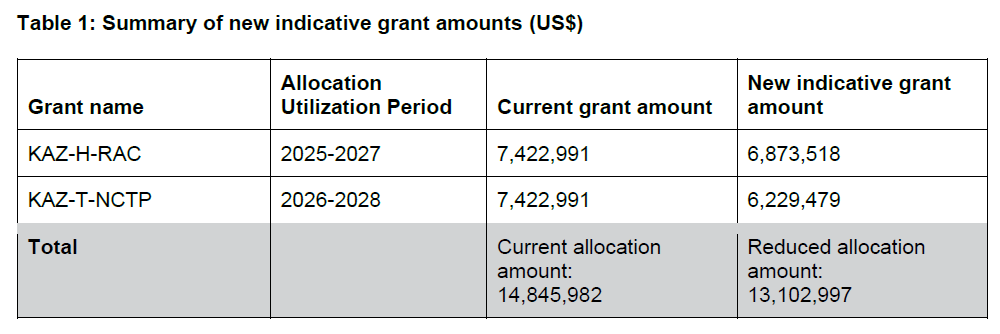 Table 1: Summary of new indicative grant amounts (US$)
Grant name
Allocation
Utilization Period
Current grant amount
New indicative grant
amount
KAZ-H-RAC
2025-2027
7,422,991
6,873,518
KAZ-T-NCTP
2026-2028
7,422,991
6,229,479
Total
Current allocation
amount:
14,845,982
Reduced allocation
amount:
13,102,997